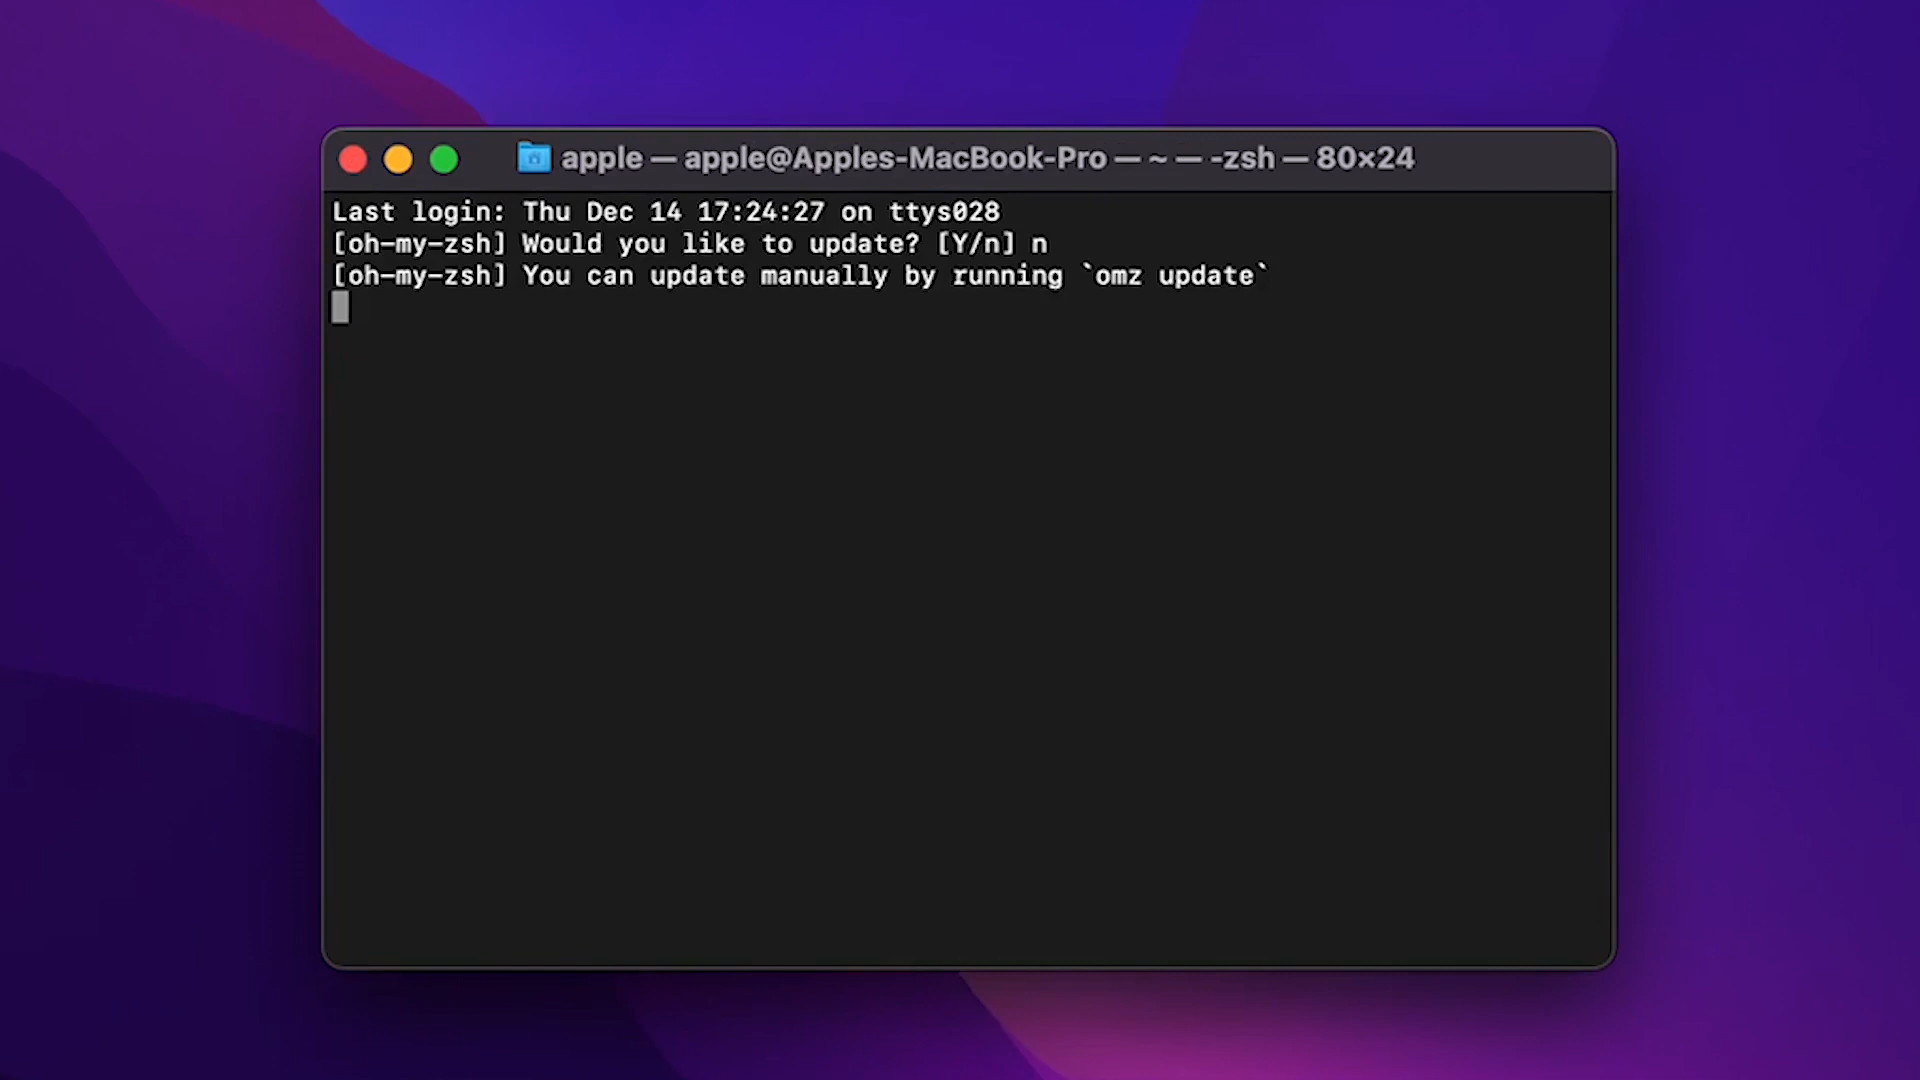 apple — apple@Apples-MacBook-Pro — ~ — -zsh — 80×24
Last login: Thu Dec 14 17:24:27 on ttys028
[oh-my-zsh] Would you like to update? [Y/n] n
[oh-my-zsh] You can update manually by running `omz update`